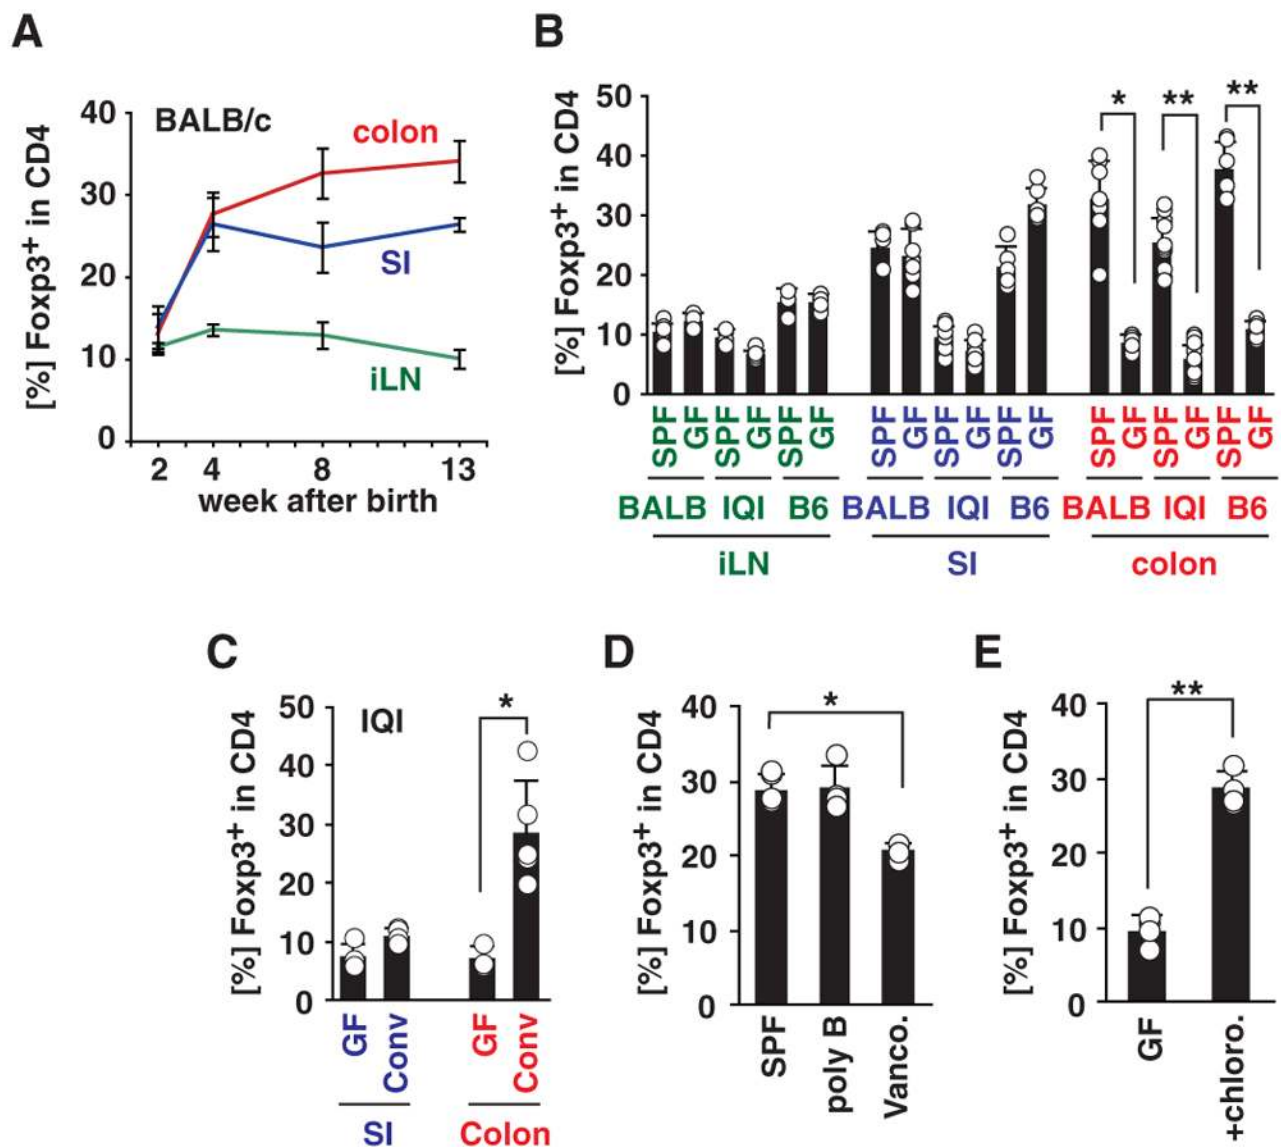 A
[%] Foxp3+ in CD4
40
30
20
10
0
BALB/c
colon
SI
iLN
2 4 8 13
week after birth
B
[%] Foxp3+ in CD4
50
40
30
20
10
0
* ** **
SPF GF SPF GF SPF GF SPF GF SPF GF SPF GF SPF GF SPF GF SPF GF
BALB IQI B6 BALB IQI B6 BALB IQI B6
iLN SI colon
C
[%] Foxp3+ in CD4
50
40
30
20
10
0
IQI
*
GF Conv GF Conv
SI Colon
D
[%] Foxp3+ in CD4
40
30
20
10
0
*
SPF poly B Vanco.
E
[%] Foxp3+ in CD4
40
30
20
10
0
**
GF +chloro.